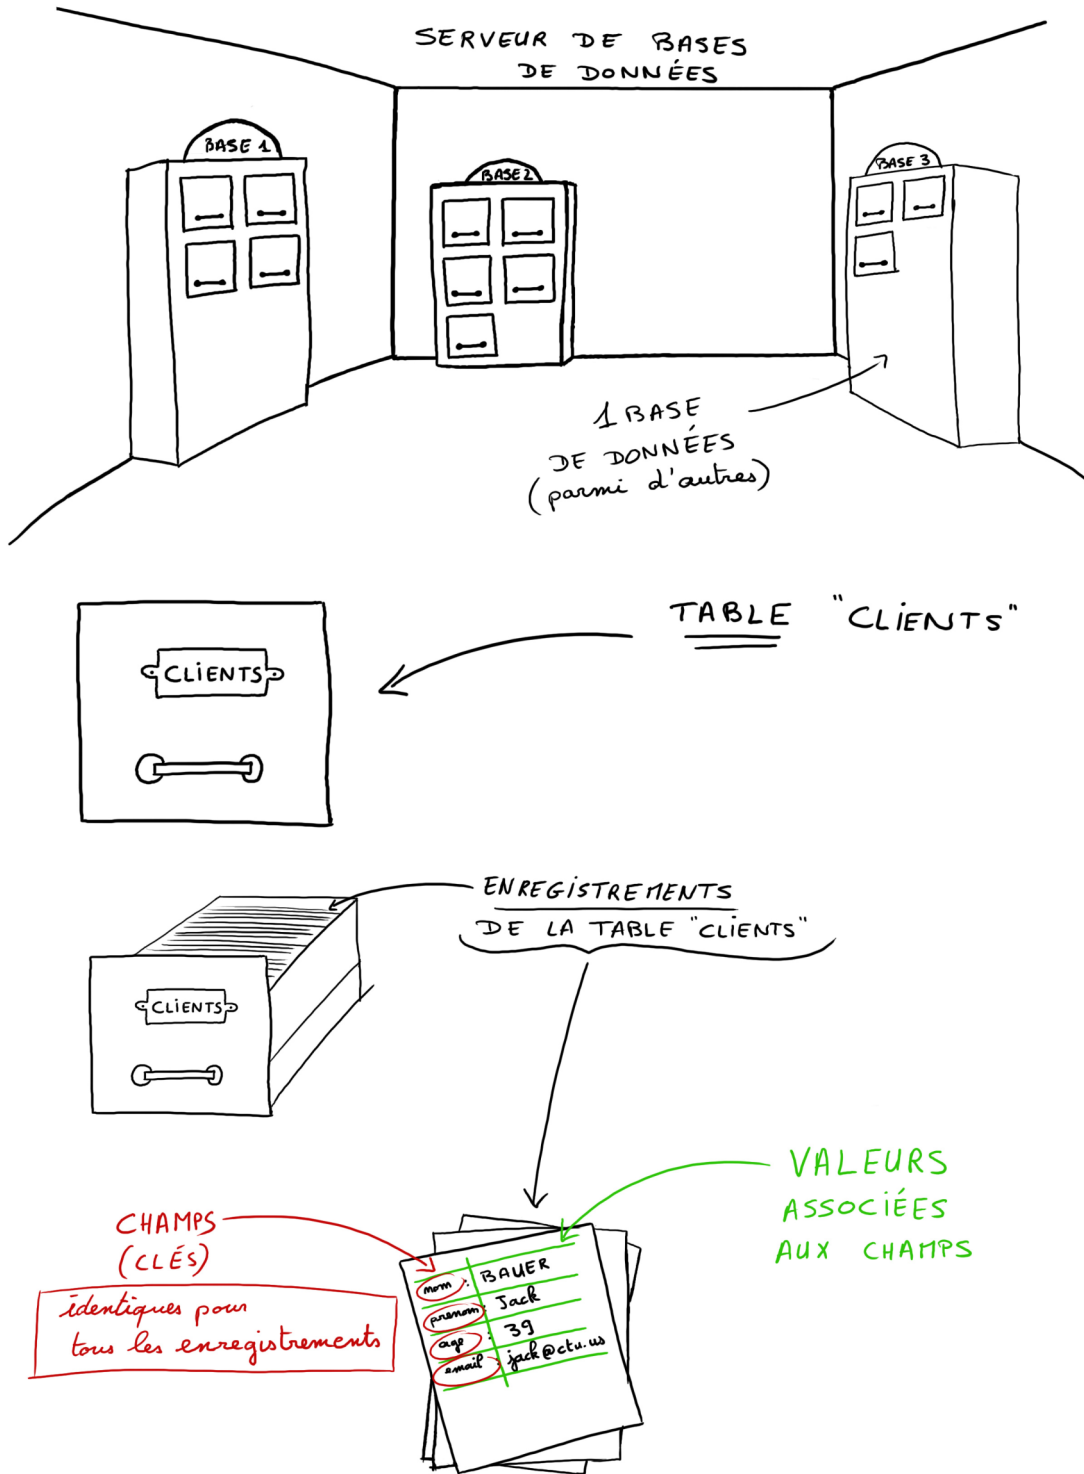 SERVEUR DE BASES
DE DONNÉES
BASE 1
BASE 2
BASE 3
1 BASE
DE DONNÉES
(parmi d'autres)
TABLE "CLIENTS"
CLIENTS
ENREGISTREMENTS
DE LA TABLE "CLIENTS"
CLIENTS
VALEURS
ASSOCIÉES
AUX CHAMPS
CHAMPS
(CLÉS)
identiques pour
tous les enregistrements
nom : BAUER
prenom : Jack
age : 39
email : jack@ctu.us